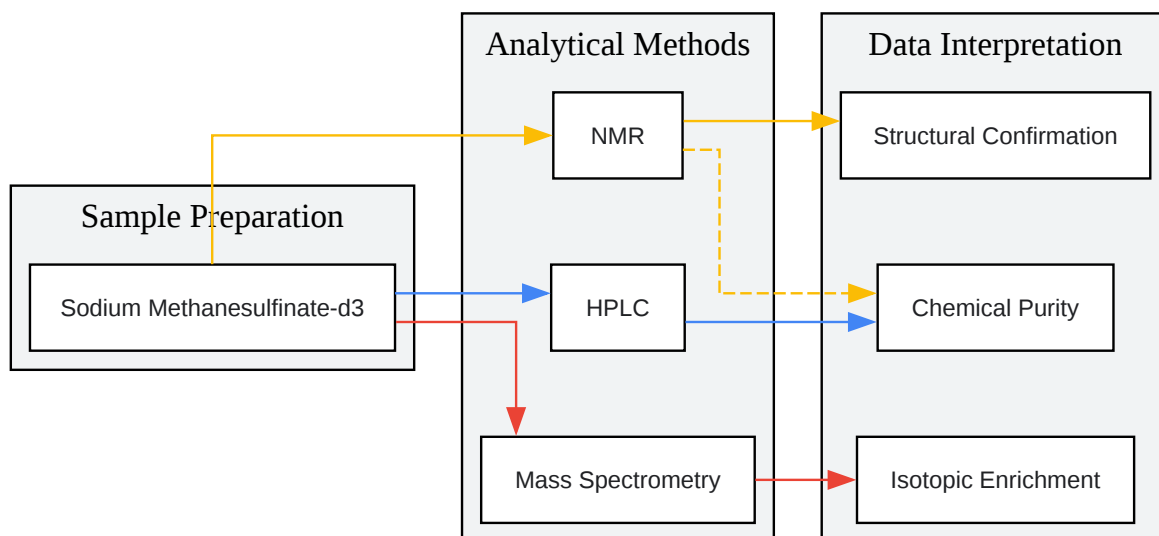 Analytical Methods
Data Interpretation
NMR
Structural Confirmation
Sample Preparation
Sodium Methanesulfinate-d3
HPLC
Chemical Purity
Mass Spectrometry
Isotopic Enrichment